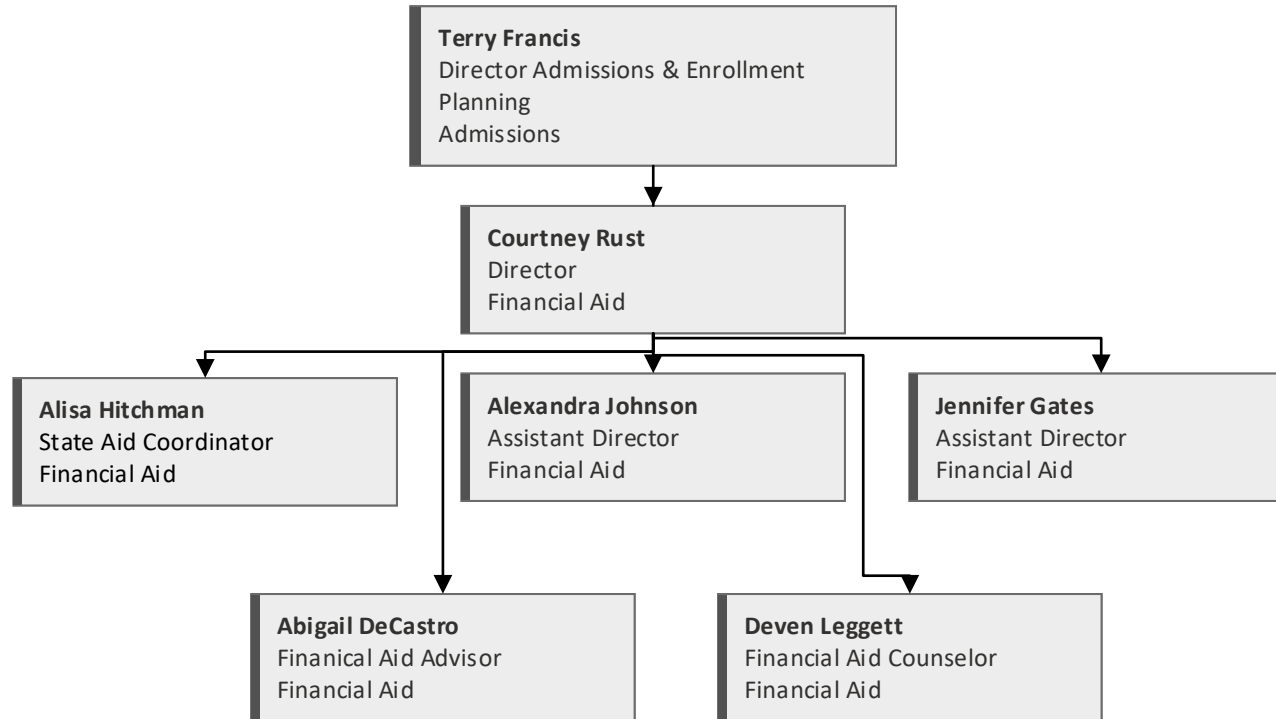 Terry Francis
Director Admissions & Enrollment
Planning
Admissions
Courtney Rust
Director
Financial Aid
Alisa Hitchman
State Aid Coordinator
Financial Aid
Alexandra Johnson
Assistant Director
Financial Aid
Jennifer Gates
Assistant Director
Financial Aid
Abigail DeCastro
Finanical Aid Advisor
Financial Aid
Deven Leggett
Financial Aid Counselor
Financial Aid